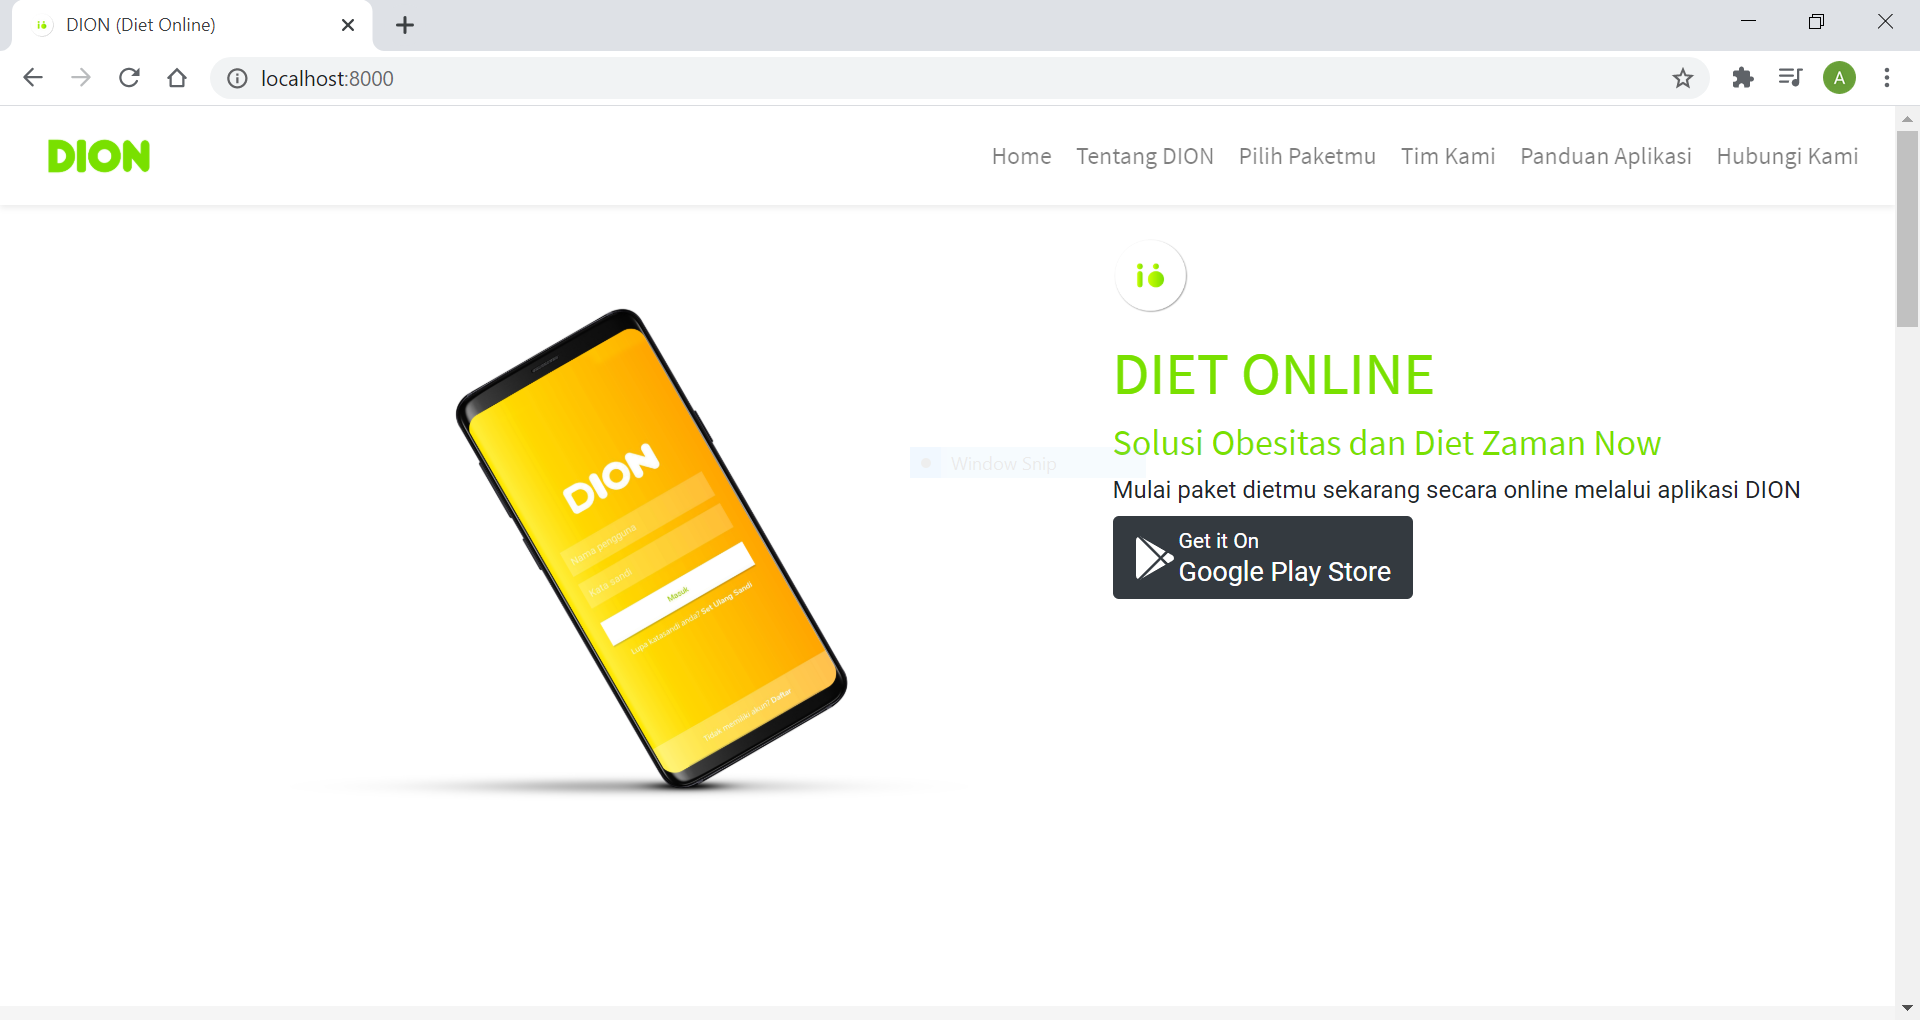 DION (Diet Online)
localhost:8000
A
DION
Home Tentang DION Pilih Paketmu Tim Kami Panduan Aplikasi Hubungi Kami
DIET ONLINE
Solusi Obesitas dan Diet Zaman Now
Window Snip
Mulai paket dietmu sekarang secara online melalui aplikasi DION
Get it On
Google Play Store
DION
Nama pengguna
Kata sandi
Masuk
Lupa katasandi anda? Set Ulang Sandi
Tidak memiliki akun? Daftar